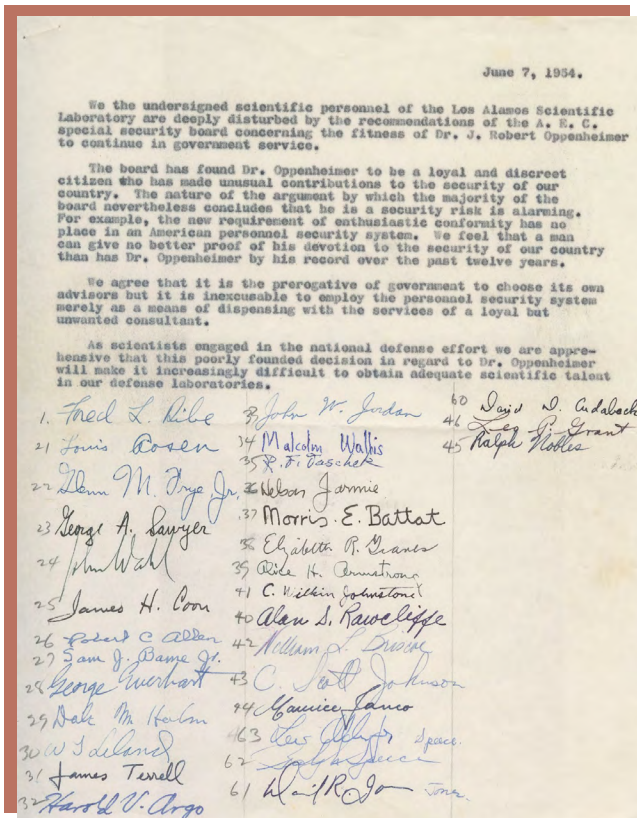 June 7, 1954.
We the undersigned scientific personnel of the Los Alamos Scientific
Laboratory are deeply disturbed by the recommendations of the A. E. C.
special security board concerning the fitness of Dr. J. Robert Oppenheimer
to continue in government service.
The board has found Dr. Oppenheimer to be a loyal and discreet
citizen who has made unusual contributions to the security of our
country. The nature of the argument by which the majority of the
board nevertheless concludes that he is a security risk is alarming.
For example, the new requirement of enthusiastic conformity has no
place in an American personnel security system. We feel that a man
can give no better proof of his devotion to the security of our country
than has Dr. Oppenheimer by his record over the past twelve years.
We agree that it is the prerogative of government to choose its own
advisors but it is inexcusable to employ the personnel security system
merely as a means of dispensing with the services of a loyal but
unwanted consultant.
As scientists engaged in the national defense effort we are appre-
hensive that this poorly founded decision in regard to Dr. Oppenheimer
will make it increasingly difficult to obtain adequate scientific talent
in our defense laboratories.
1. Fred L. Ribe
21 Louis Rosen
22 Glenn M. Frye, Jr.
23 George A. Sawyer
24 John Wahl
25 James H. Coon
26 Robert C Allen
27 Sam J. Bame Jr.
28 George Everhart
29 Dale M. Holm
30 W T Leland
31 James Terrell
32 Harold V. Argo
33 John W. Jordan
34 Malcolm Wallis
35 R. F. Taschek
36 Nelson Jarmie
37 Morris E. Battat
38 Elizabeth R. Graves
39 Alice H. Armstrong
41 C. Wilkin Johnstone
40 Alan S. Rawcliffe
42 William L. Briscoe
43 C. Scott Johnson
44 Maurice
63
62
61 R. Jones
60 David D. Cudaback
46 P. Grant
45 Ralph Nobles